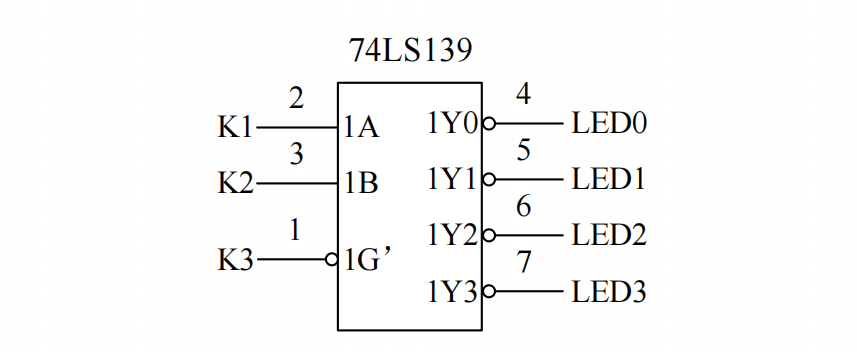 74LS139
2
K1 1A 1Y0 4 LED0
3
K2 1B 1Y1 5 LED1
1
K3 1G’ 1Y2 6 LED2
1Y3 7 LED3